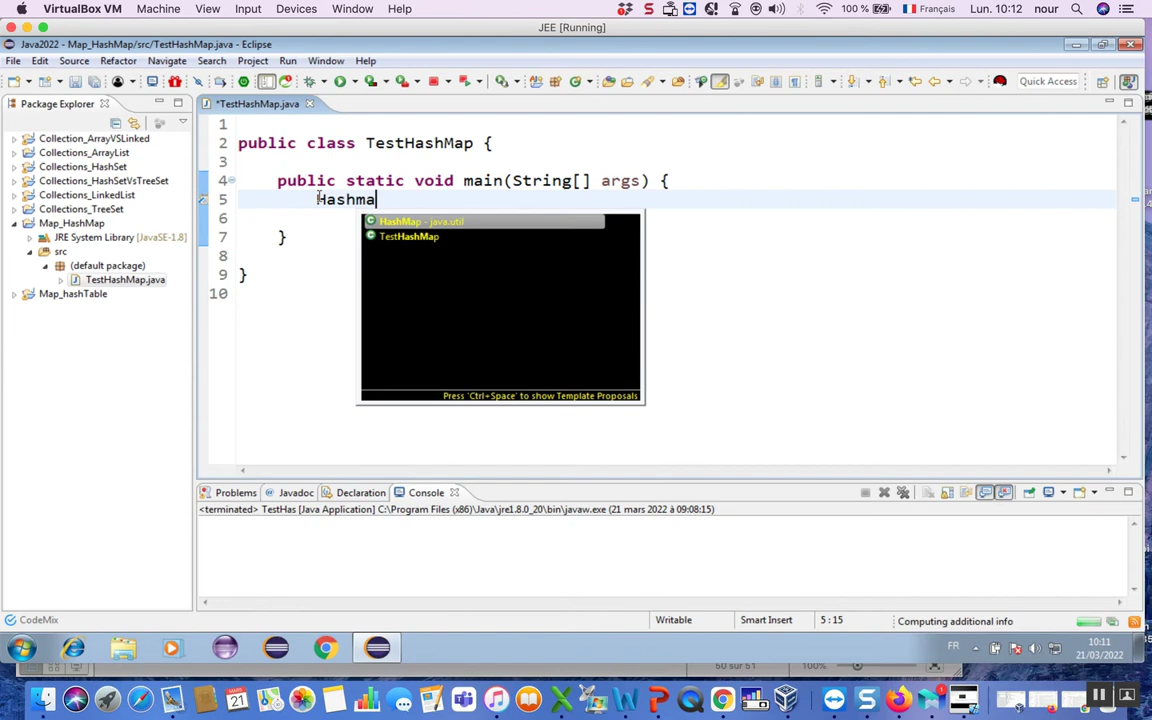 VirtualBox VM Machine View Input Devices Window Help 100 % Français Lun. 10:12 nour
JEE [Running]
Java2022 - Map_HashMap/src/TestHashMap.java - Eclipse
File Edit Source Refactor Navigate Search Project Run Window Help
Quick Access
Package Explorer
*TestHashMap.java
Collection_ArrayVSLinked
Collections_ArrayList
Collections_HashSet
Collections_HashSetVsTreeSet
Collections_LinkedList
Collections_TreeSet
Map_HashMap
JRE System Library [JavaSE-1.8]
src
(default package)
TestHashMap.java
Map_hashTable
1
2 public class TestHashMap {
3
4 public static void main(String[] args) {
5 Hashma
6
7 }
8
9 }
10
HashMap - java.util
TestHashMap
Press 'Ctrl+Space' to show Template Proposals
Problems Javadoc Declaration Console
<terminated> TestHas [Java Application] C:\Program Files (x86)\Java\jre1.8.0_20\bin\javaw.exe (21 mars 2022 à 09:08:15)
CodeMix Writable Smart Insert 5 : 15 Computing additional info
FR 10:11
21/03/2022
50 sur 51 100%
MARS
21